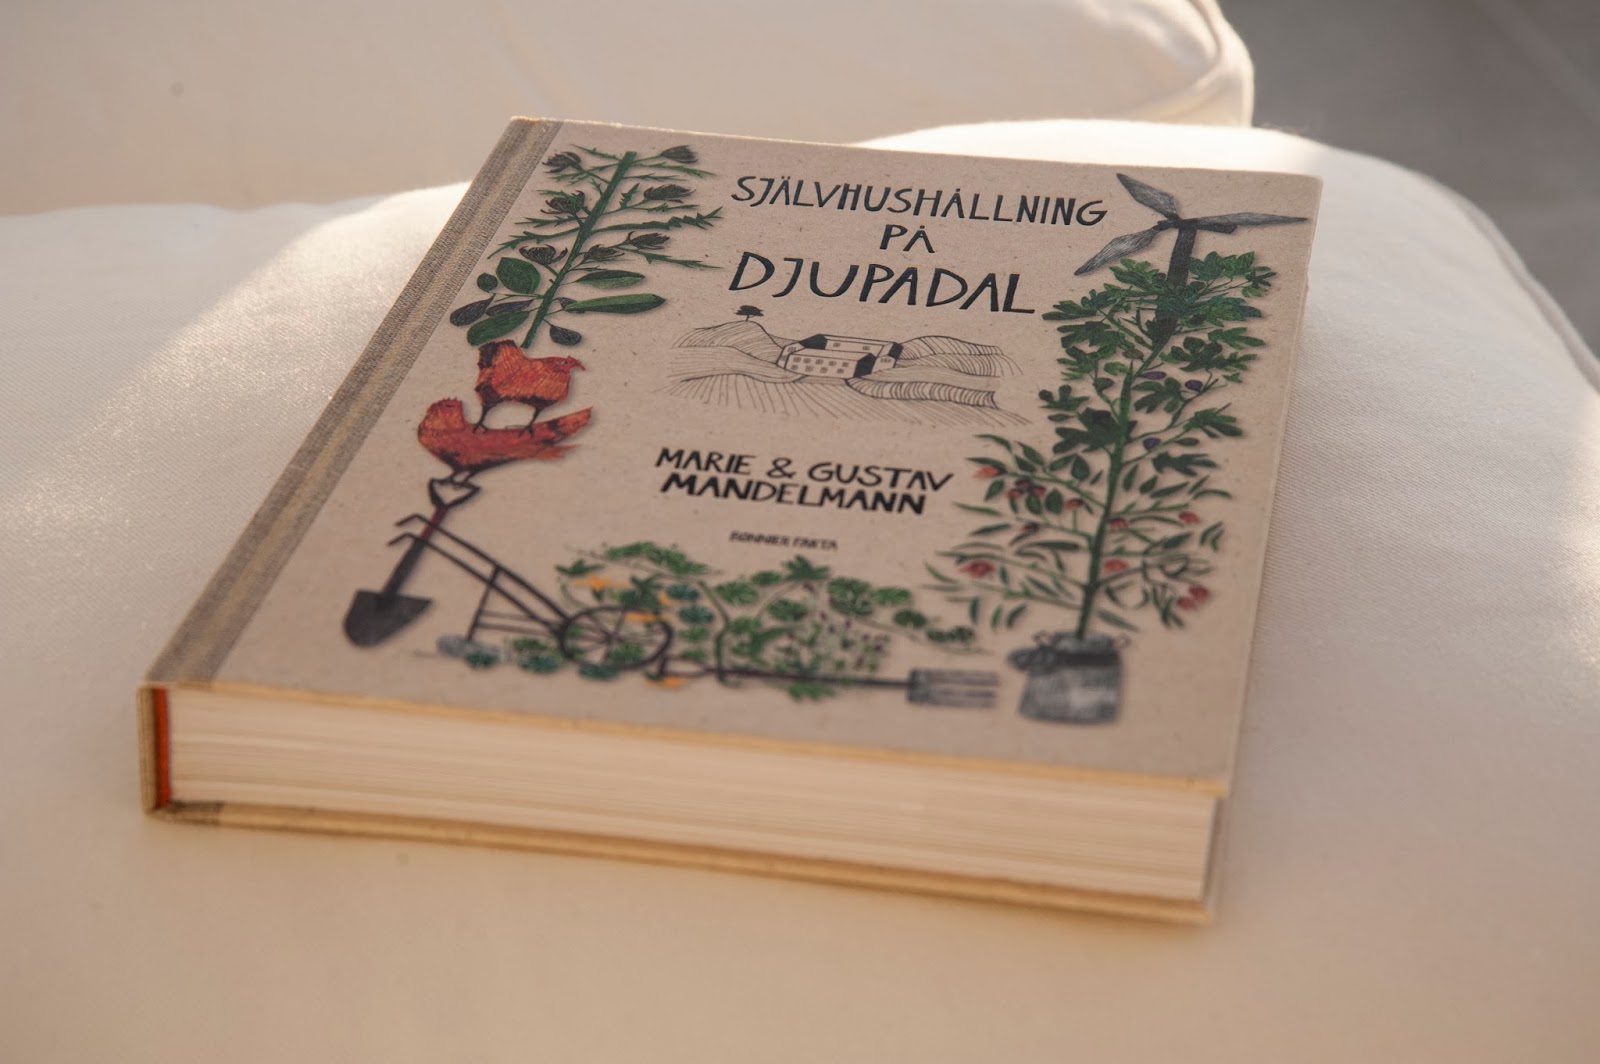 SJÄLVHUSHÅLLNING
PÅ
DJUPADAL
MARIE & GUSTAV
MANDELMANN
BONNIER FAKTA